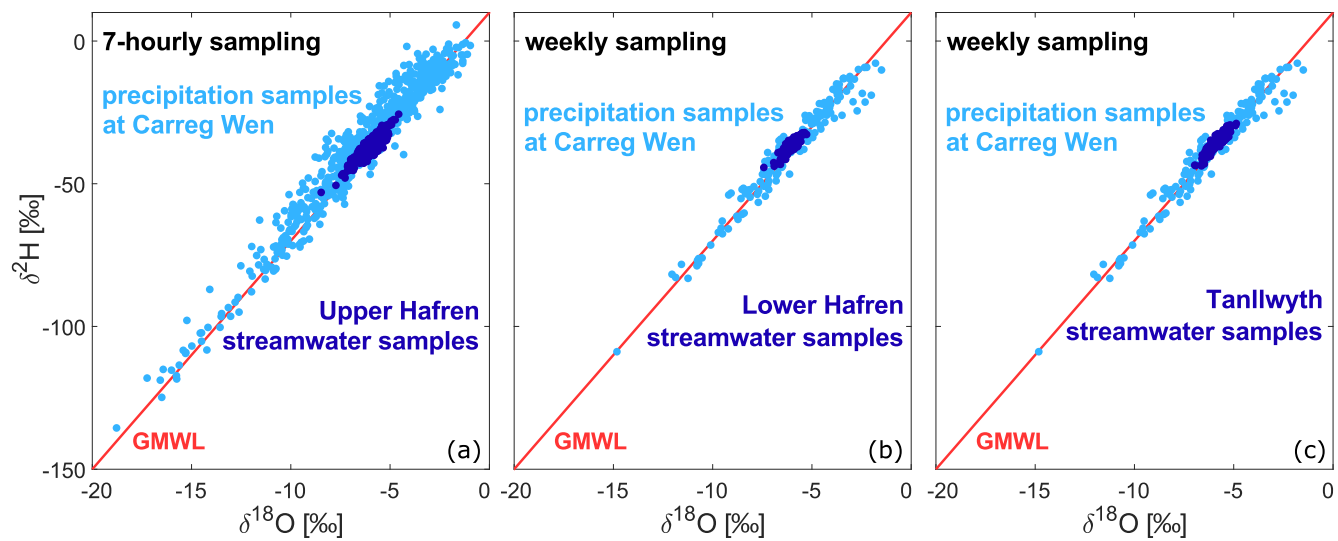 7-hourly sampling
precipitation samples
at Carreg Wen
Upper Hafren
streamwater samples
GMWL
(a)
0
-50
-100
-150
δ²H [‰]
-20
-15
-10
-5
0
δ¹⁸O [‰]
weekly sampling
precipitation samples
at Carreg Wen
Lower Hafren
streamwater samples
GMWL
(b)
-20
-15
-10
-5
0
δ¹⁸O [‰]
weekly sampling
precipitation samples
at Carreg Wen
Tanllwyth
streamwater samples
GMWL
(c)
-20
-15
-10
-5
0
δ¹⁸O [‰]